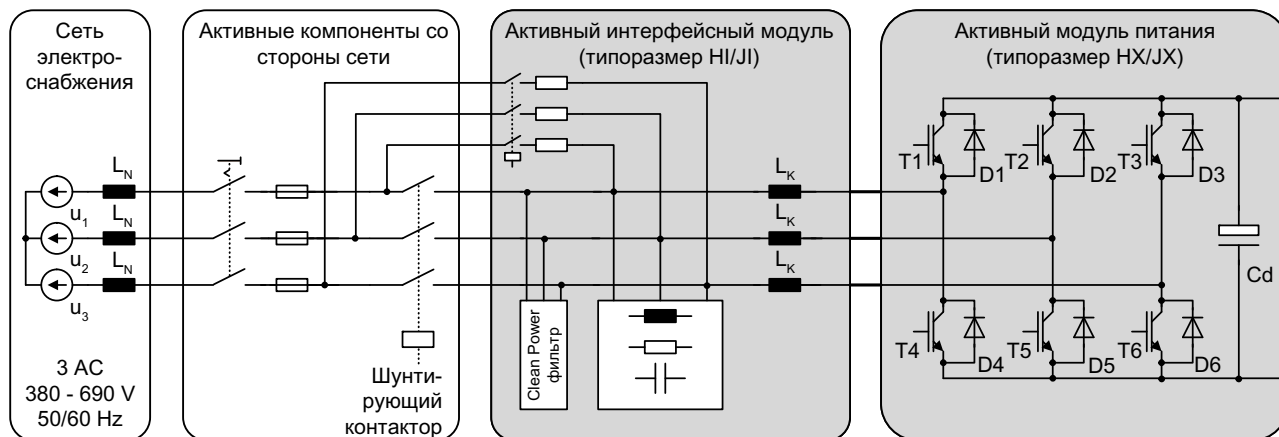 Сеть
электро-
снабжения
L_N
u_1
L_N
u_2
L_N
u_3
3 AC
380 - 690 V
50/60 Hz
Активные компоненты со
стороны сети
Шунти-
рующий
контактор
Активный интерфейсный модуль
(типоразмер HI/JI)
L_K
L_K
L_K
Clean Power
фильтр
Активный модуль питания
(типоразмер HX/JX)
T1
D1
T2
D2
T3
D3
Cd
T4
D4
T5
D5
T6
D6